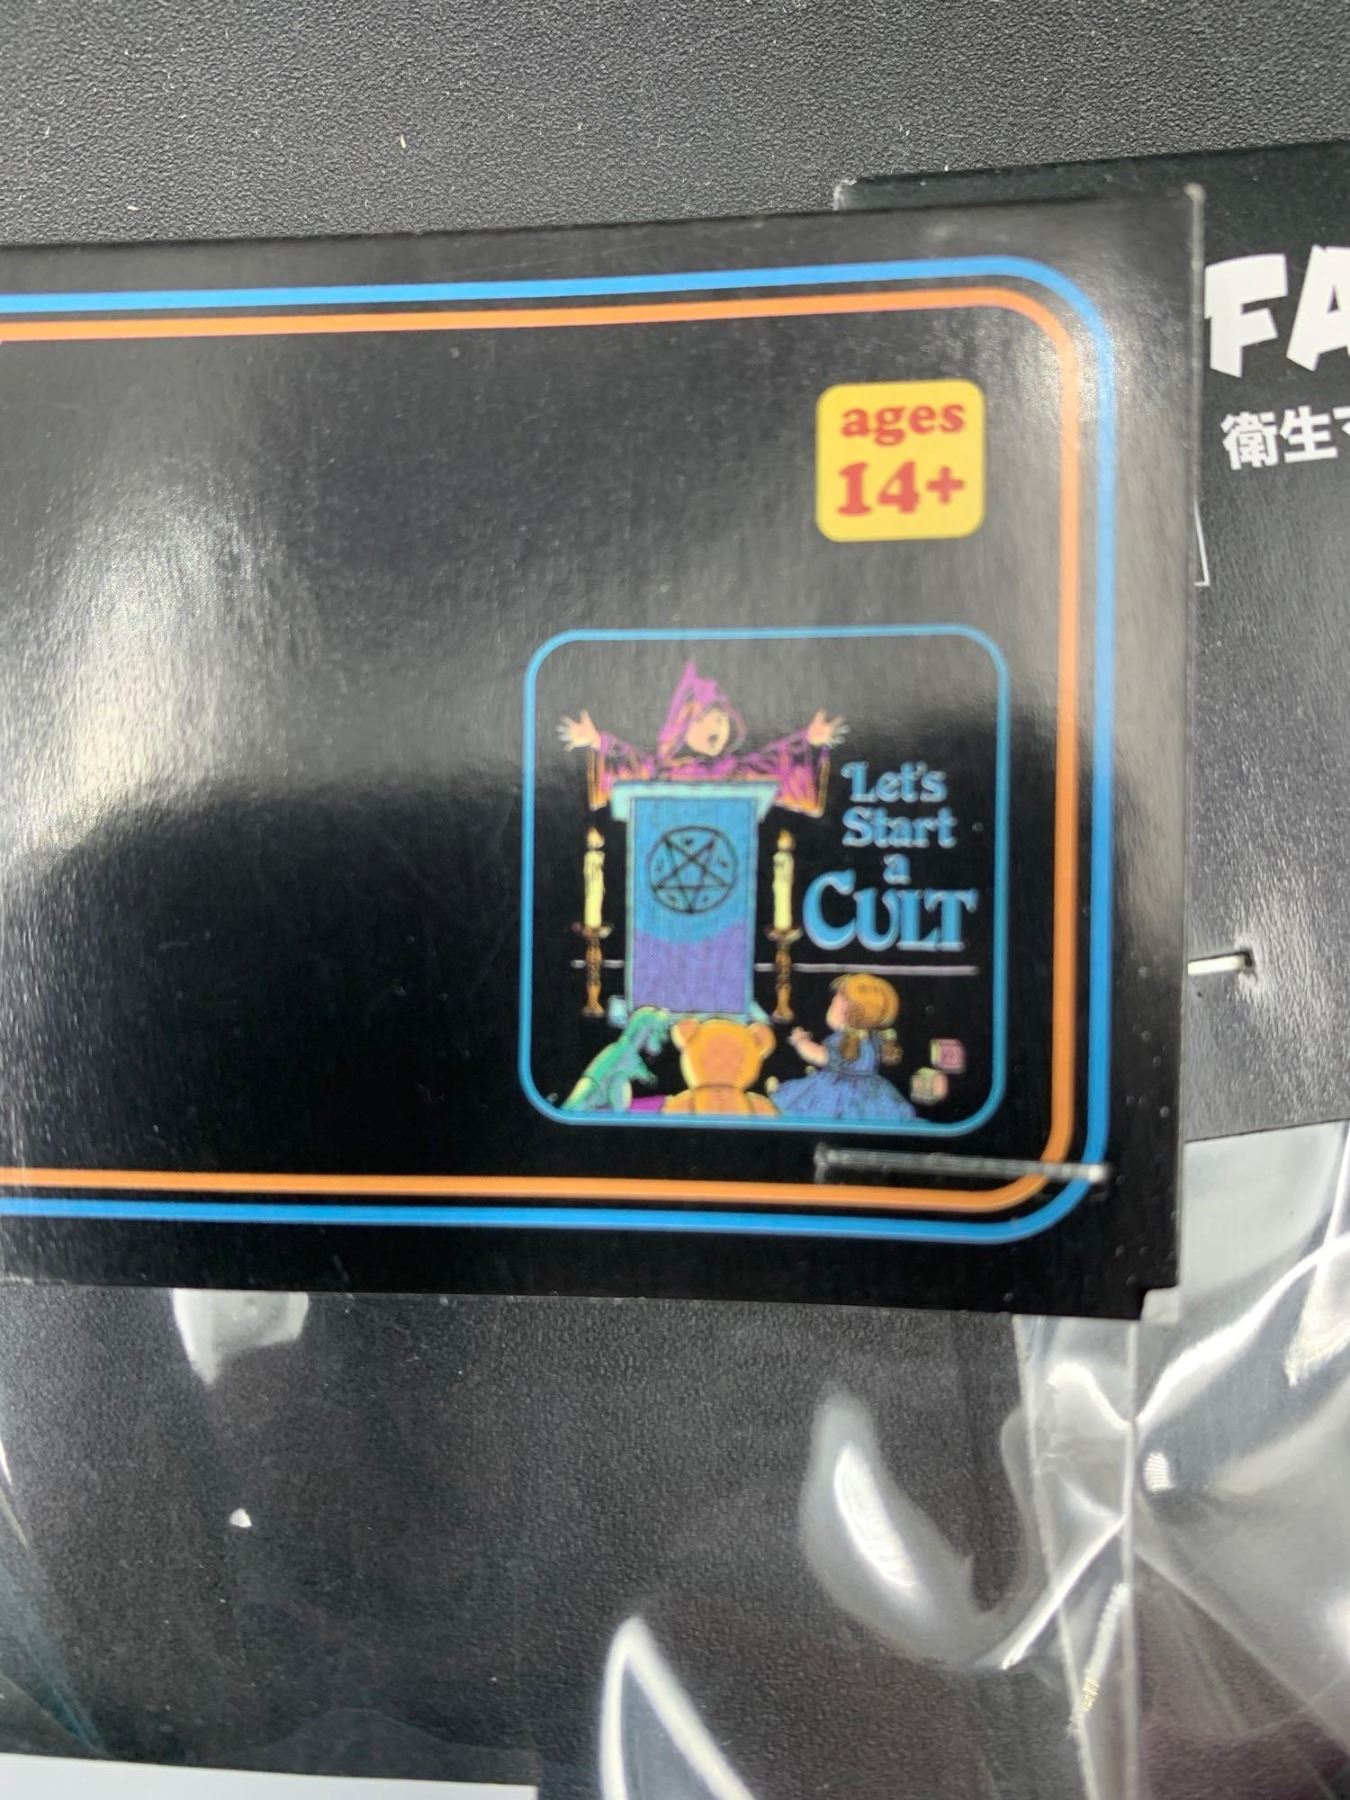 FA
衛生マ
ages
14+
Let's
Start
a
CULT